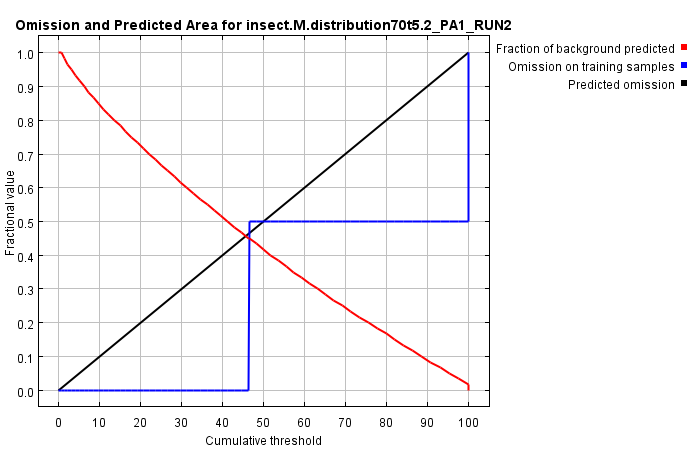 Omission and Predicted Area for insect.M.distribution70t5.2_PA1_RUN2
Fraction of background predicted
Omission on training samples
Predicted omission
1.0
0.9
0.8
0.7
0.6
0.5
0.4
0.3
0.2
0.1
0.0
Fractional value
0 10 20 30 40 50 60 70 80 90 100
Cumulative threshold